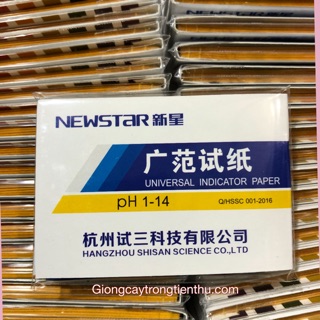 NEWSTAR 新星
广范试纸
UNIVERSAL INDICATOR PAPER
pH 1-14
Q/HSSC 001-2016
杭州试三科技有限公司
HANGZHOU SHISAN SCIENCE CO.,LTD
Giongcaytrongtienthu.com